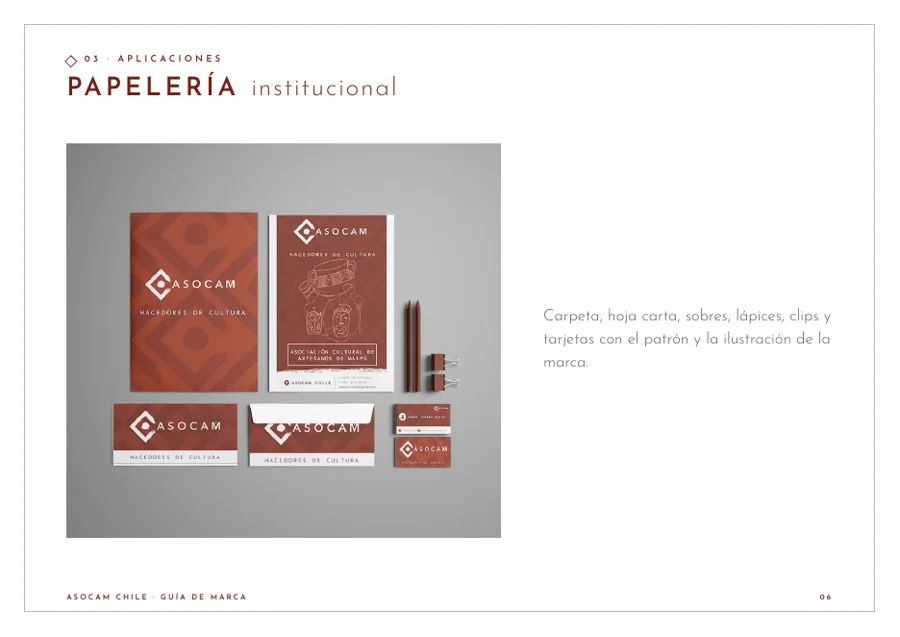 03 · APLICACIONES
PAPELERÍA institucional
ASOCAM
HACEDORES DE CULTURA
ASOCAM
HACEDORES DE CULTURA
ASOCIACIÓN CULTURAL DE
ARTESANOS DE MAIPÚ
ASOCAM CHILE
ASOCAM
HACEDORES DE CULTURA
ASOCAM
HACEDORES DE CULTURA
ASOCAM
Carpeta, hoja carta, sobres, lápices, clips y
tarjetas con el patrón y la ilustración de la
marca.
ASOCAM CHILE · GUÍA DE MARCA
06